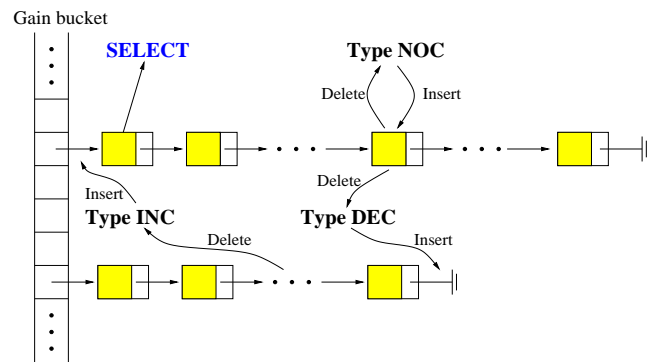 Gain bucket
SELECT
Type NOC
Delete
Insert
Delete
Insert
Type INC
Type DEC
Delete
Insert